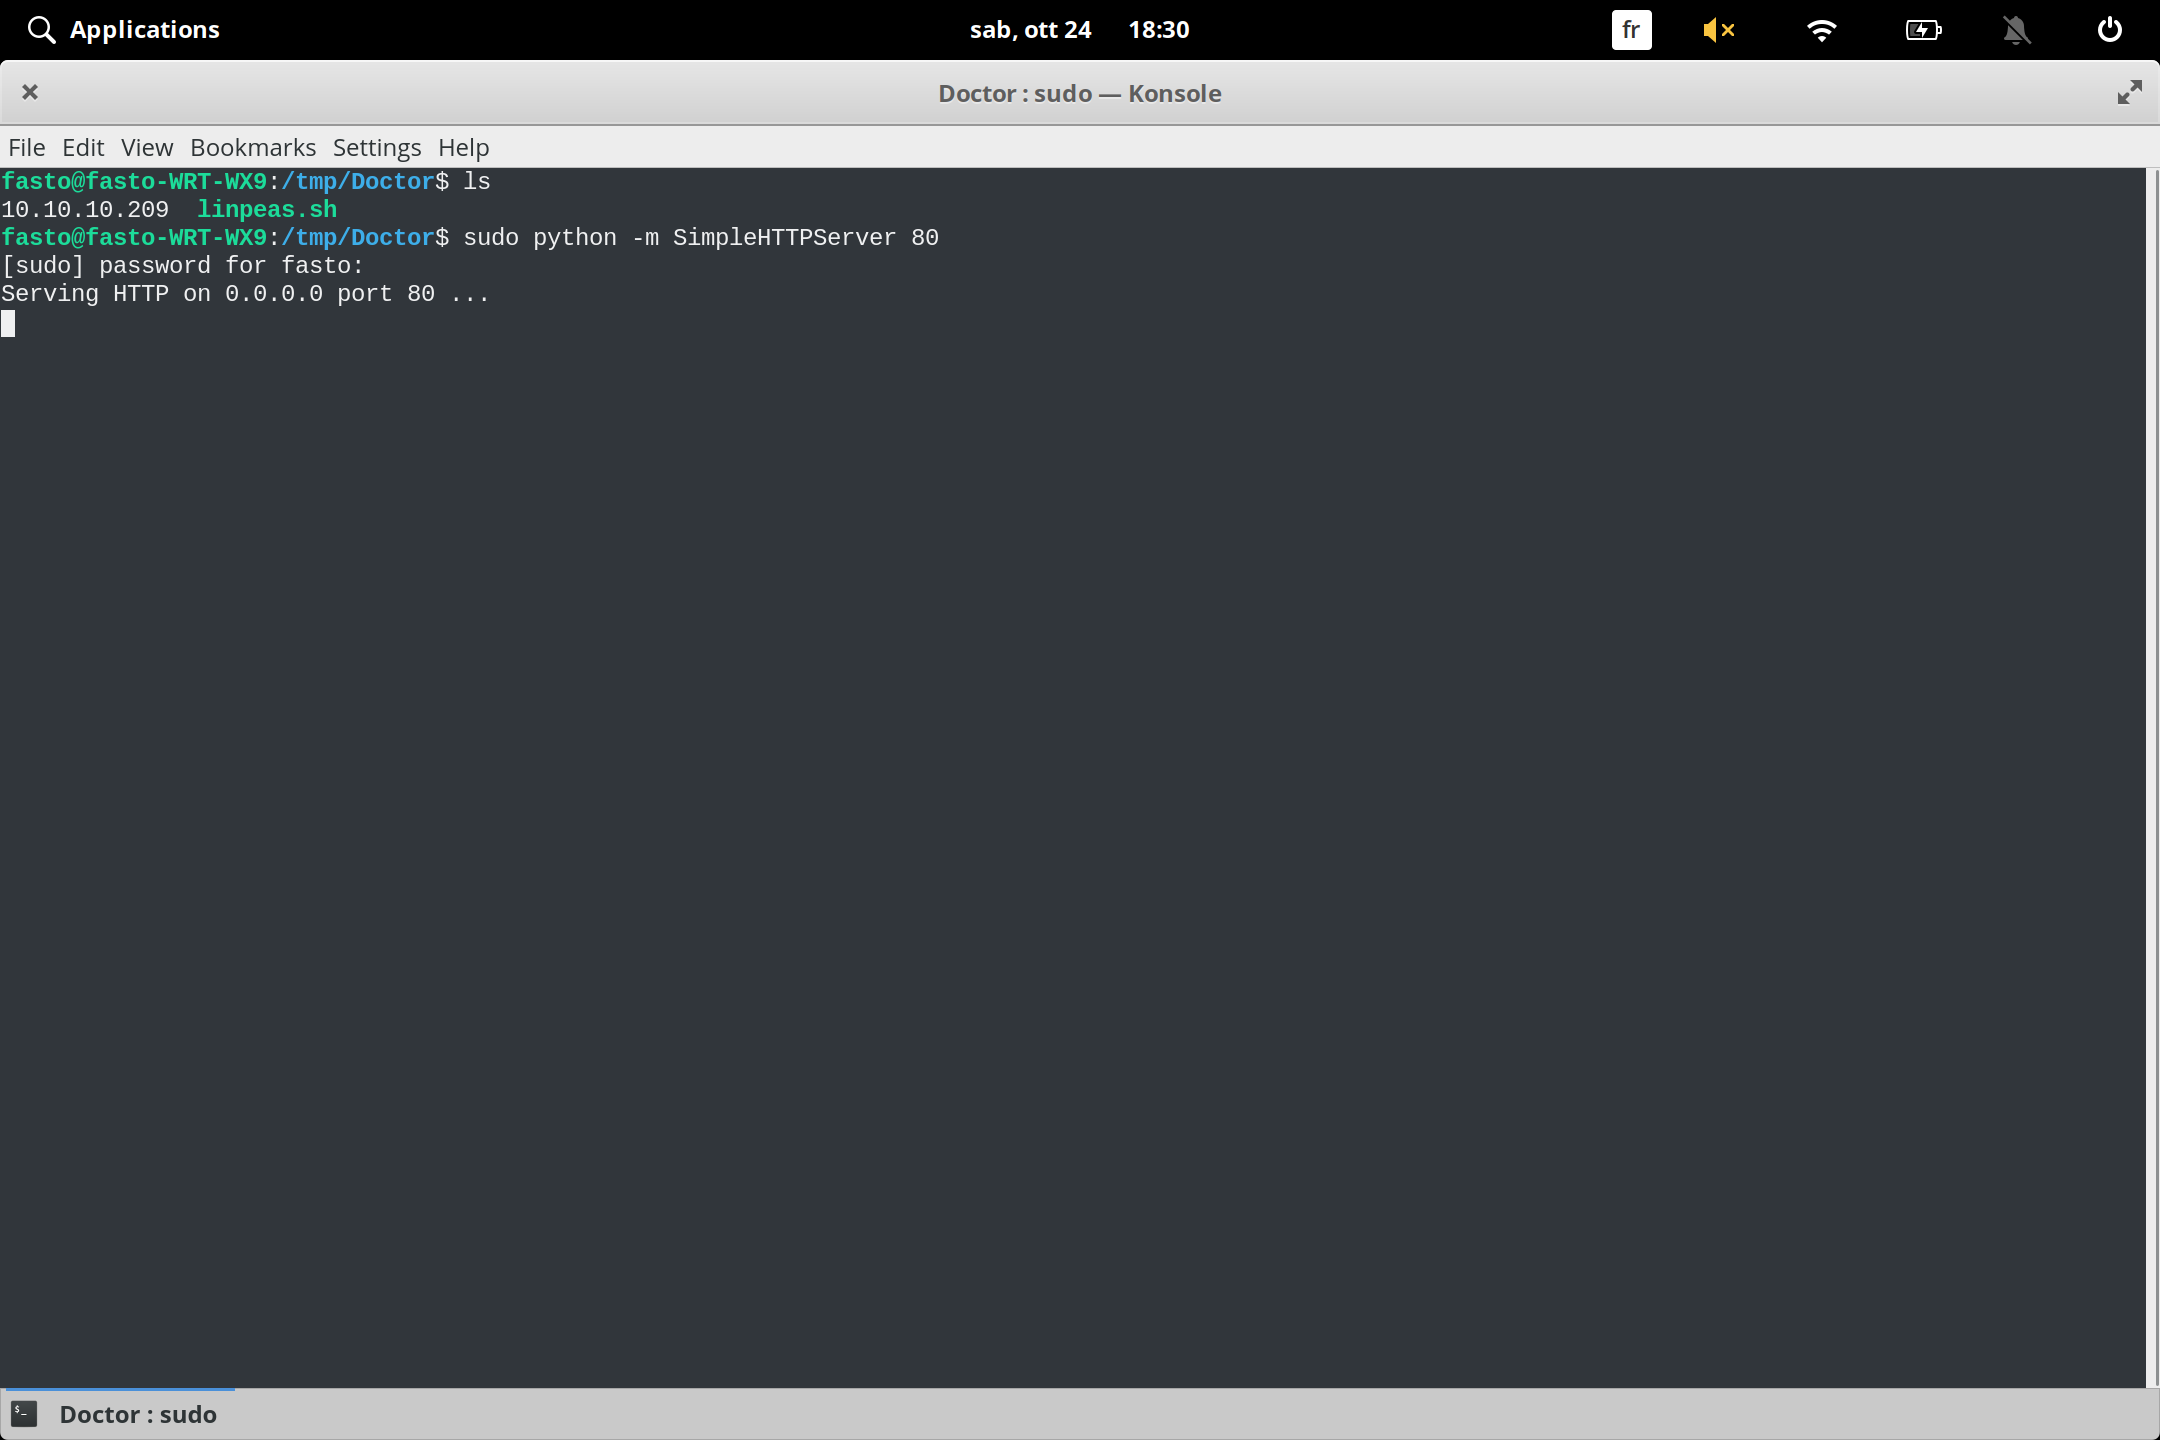 Applications sab, ott 24 18:30 fr
Doctor : sudo — Konsole
File Edit View Bookmarks Settings Help
fasto@fasto-WRT-WX9:/tmp/Doctor$ ls
10.10.10.209  linpeas.sh
fasto@fasto-WRT-WX9:/tmp/Doctor$ sudo python -m SimpleHTTPServer 80
[sudo] password for fasto:
Serving HTTP on 0.0.0.0 port 80 ...
$_ Doctor : sudo